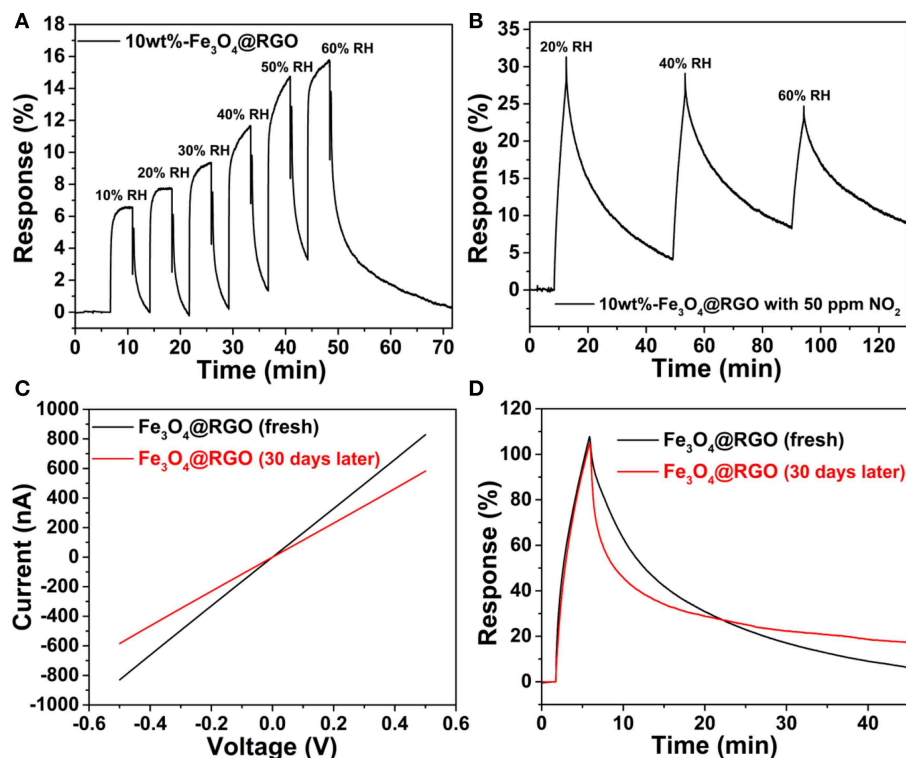 A
10wt%-Fe₃O₄@RGO
10% RH
20% RH
30% RH
40% RH
50% RH
60% RH
Response (%)
18
16
14
12
10
8
6
4
2
0
0 10 20 30 40 50 60 70
Time (min)
B
20% RH
40% RH
60% RH
10wt%-Fe₃O₄@RGO with 50 ppm NO₂
Response (%)
35
30
25
20
15
10
5
0
0 20 40 60 80 100 120
Time (min)
C
Fe₃O₄@RGO (fresh)
Fe₃O₄@RGO (30 days later)
Current (nA)
1000
800
600
400
200
0
-200
-400
-600
-800
-1000
-0.6 -0.4 -0.2 0.0 0.2 0.4 0.6
Voltage (V)
D
Fe₃O₄@RGO (fresh)
Fe₃O₄@RGO (30 days later)
Response (%)
120
100
80
60
40
20
0
0 10 20 30 40
Time (min)